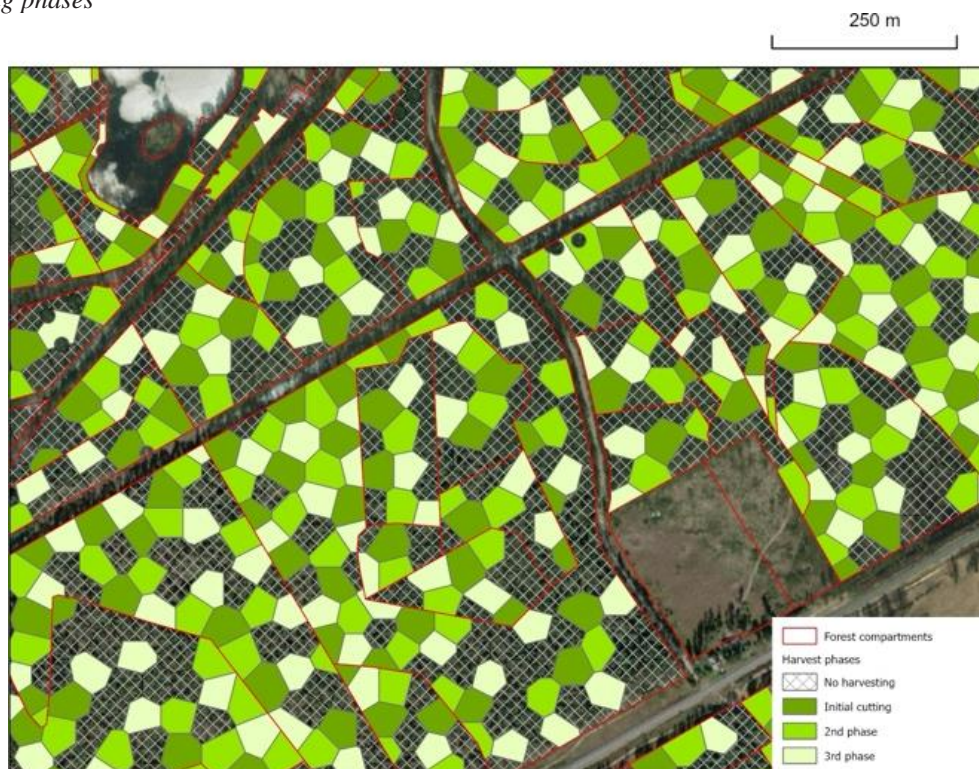 g phases
250 m
Forest compartments
Harvest phases
No harvesting
Initial cutting
2nd phase
3rd phase